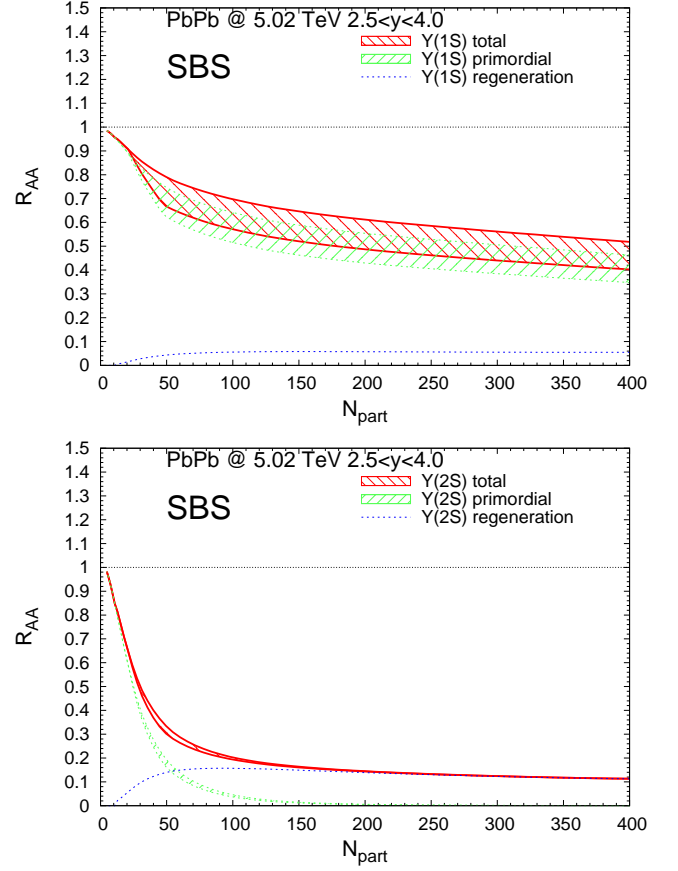 PbPb @ 5.02 TeV 2.5<y<4.0
SBS
Υ(1S) total
Υ(1S) primordial
Υ(1S) regeneration
1.5
1.4
1.3
1.2
1.1
1
0.9
0.8
0.7
0.6
0.5
0.4
0.3
0.2
0.1
0
R_AA
0 50 100 150 200 250 300 350 400
N_part
PbPb @ 5.02 TeV 2.5<y<4.0
SBS
Υ(2S) total
Υ(2S) primordial
Υ(2S) regeneration
1.5
1.4
1.3
1.2
1.1
1
0.9
0.8
0.7
0.6
0.5
0.4
0.3
0.2
0.1
0
R_AA
0 50 100 150 200 250 300 350 400
N_part